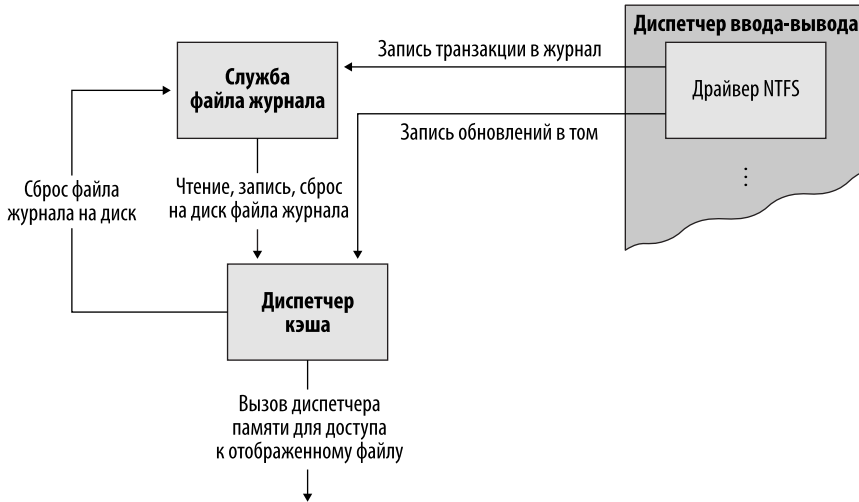 Диспетчер ввода-вывода
Запись транзакции в журнал
Служба
файла журнала
Драйвер NTFS
Запись обновлений в том
Сброс файла
журнала на диск
Чтение, запись, сброс
на диск файла журнала
⋮
Диспетчер
кэша
Вызов диспетчера
памяти для доступа
к отображенному файлу